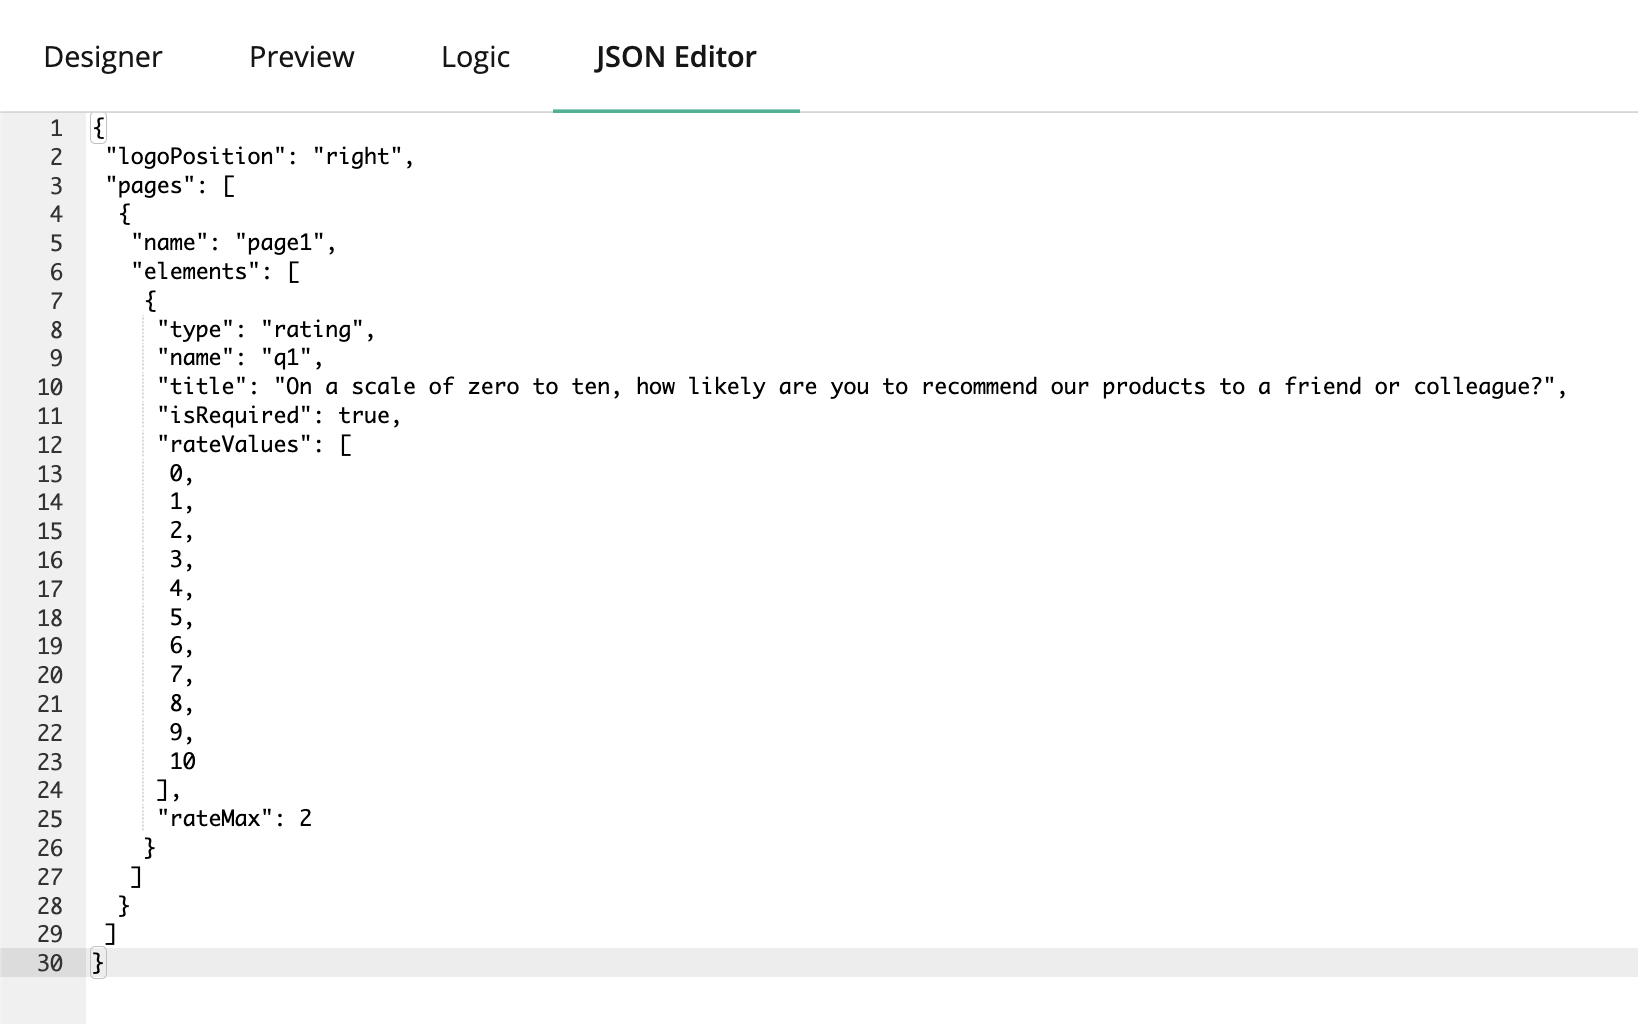 Designer Preview Logic JSON Editor
1 {
2 "logoPosition": "right",
3 "pages": [
4 {
5 "name": "page1",
6 "elements": [
7 {
8 "type": "rating",
9 "name": "q1",
10 "title": "On a scale of zero to ten, how likely are you to recommend our products to a friend or colleague?",
11 "isRequired": true,
12 "rateValues": [
13 0,
14 1,
15 2,
16 3,
17 4,
18 5,
19 6,
20 7,
21 8,
22 9,
23 10
24 ],
25 "rateMax": 2
26 }
27 ]
28 }
29 ]
30 }